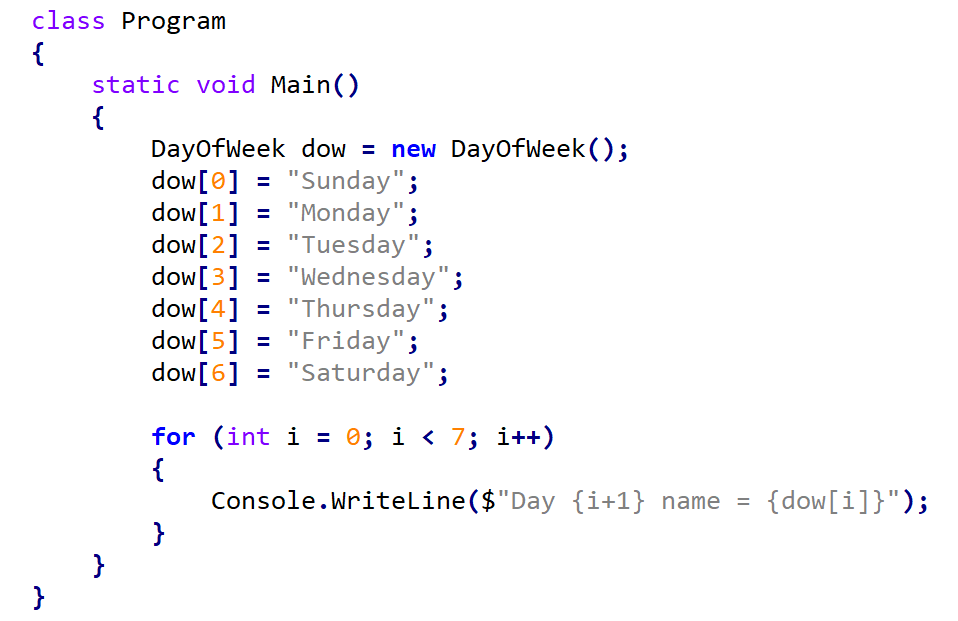 class Program
{
    static void Main()
    {
        DayOfWeek dow = new DayOfWeek();
        dow[0] = "Sunday";
        dow[1] = "Monday";
        dow[2] = "Tuesday";
        dow[3] = "Wednesday";
        dow[4] = "Thursday";
        dow[5] = "Friday";
        dow[6] = "Saturday";

        for (int i = 0; i < 7; i++)
        {
            Console.WriteLine($"Day {i+1} name = {dow[i]}");
        }
    }
}